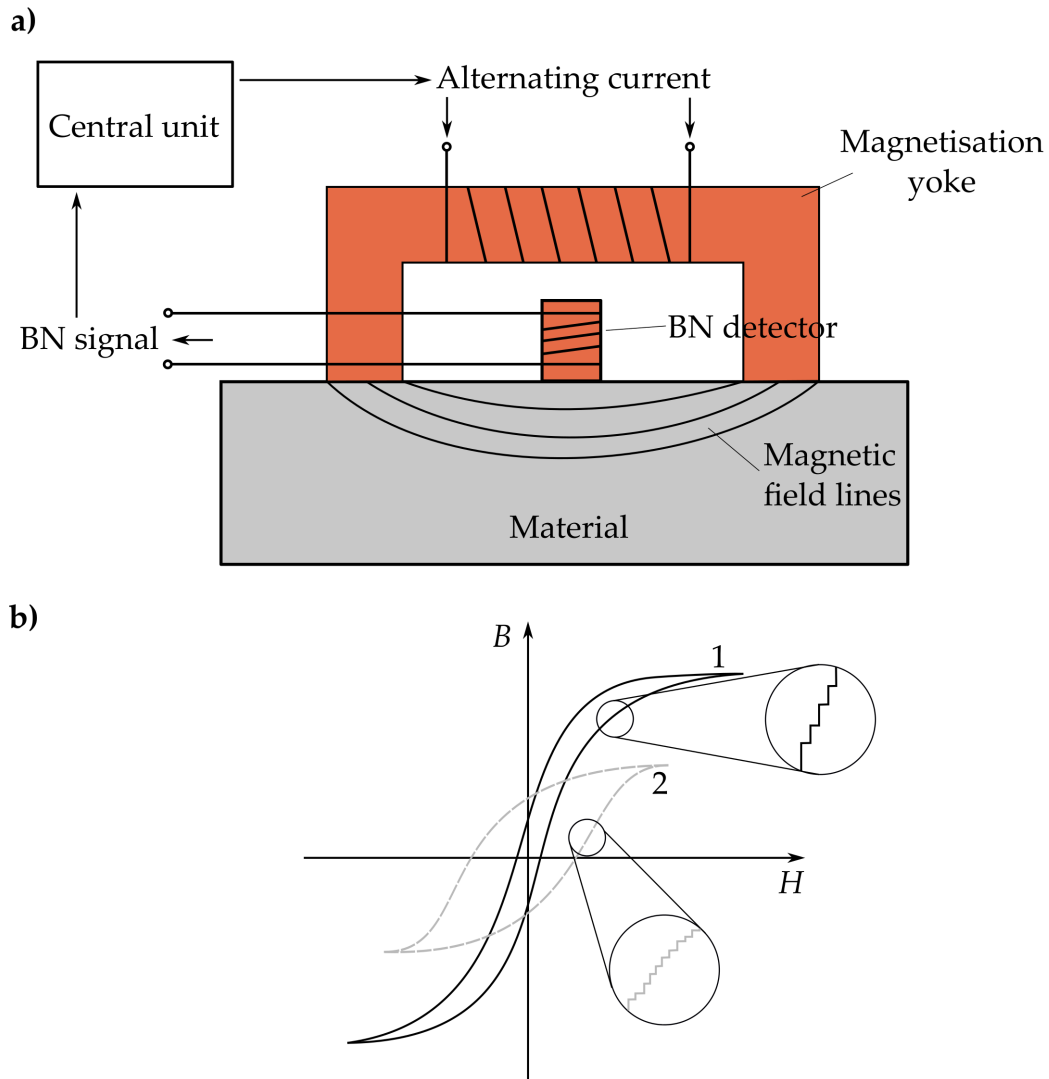 a)
Central unit
Alternating current
Magnetisation
yoke
BN signal
BN detector
Magnetic
field lines
Material
b)
B
1
2
H